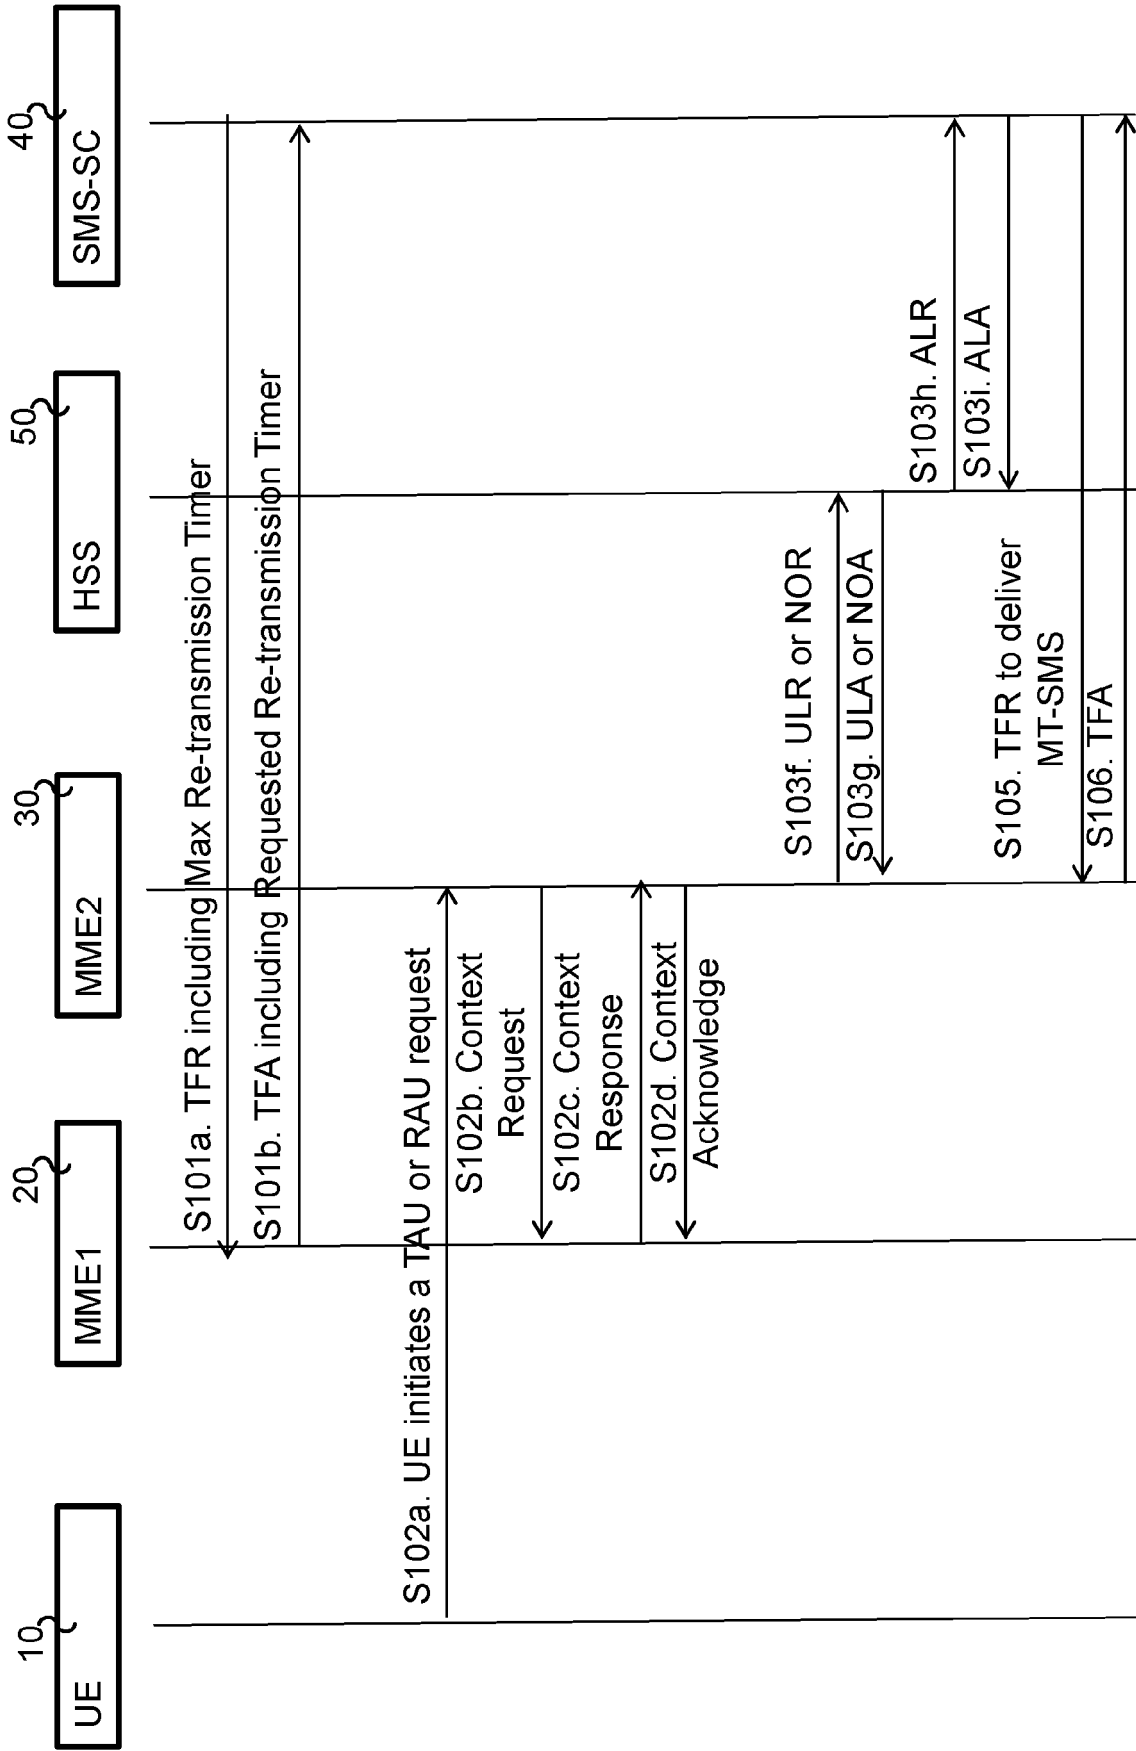 10
20
30
50
40
UE
MME1
MME2
HSS
SMS-SC
S101a. TFR including Max Re-transmission Timer
S101b. TFA including Requested Re-transmission Timer
S102a. UE initiates a TAU or RAU request
S102b. Context
Request
S102c. Context
Response
S102d. Context
Acknowledge
S103f. ULR or NOR
S103g. ULA or NOA
S103h. ALR
S103i. ALA
S105. TFR to deliver
MT-SMS
S106. TFA